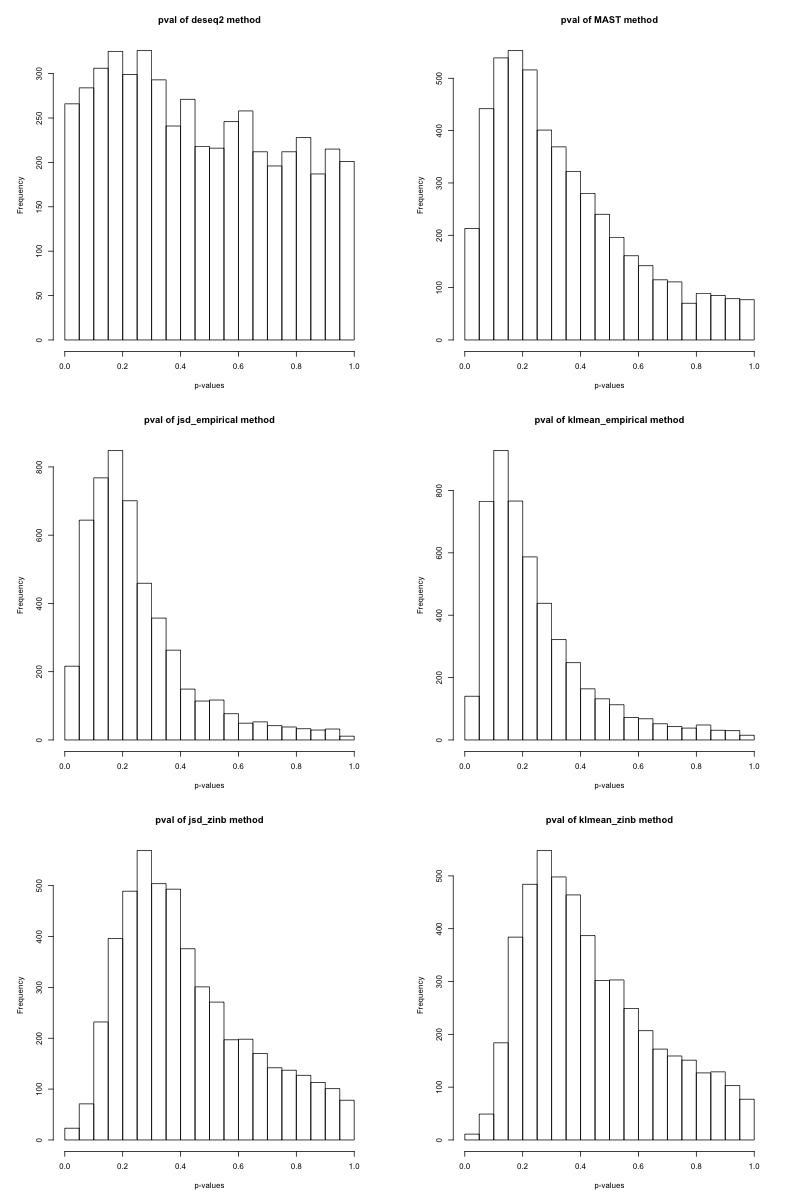 pval of deseq2 method
Frequency
0
50
100
150
200
250
300
0.0 0.2 0.4 0.6 0.8 1.0
p-values
pval of MAST method
Frequency
0
100
200
300
400
500
0.0 0.2 0.4 0.6 0.8 1.0
p-values
pval of jsd_empirical method
Frequency
0
200
400
600
800
0.0 0.2 0.4 0.6 0.8 1.0
p-values
pval of klmean_empirical method
Frequency
0
200
400
600
800
0.0 0.2 0.4 0.6 0.8 1.0
p-values
pval of jsd_zinb method
Frequency
0
100
200
300
400
500
0.0 0.2 0.4 0.6 0.8 1.0
p-values
pval of klmean_zinb method
Frequency
0
100
200
300
400
500
0.0 0.2 0.4 0.6 0.8 1.0
p-values